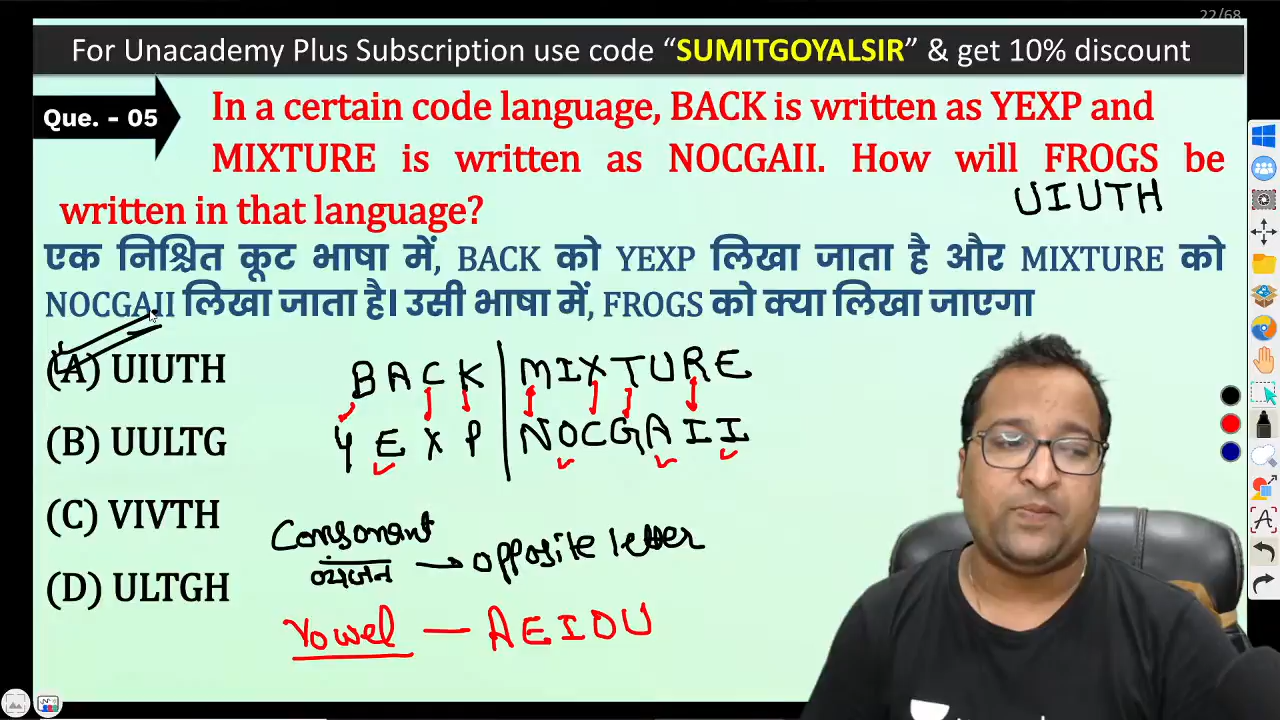 22/68
For Unacademy Plus Subscription use code “SUMITGOYALSIR” & get 10% discount
Que. - 05
In a certain code language, BACK is written as YEXP and
MIXTURE is written as NOCGAII. How will FROGS be
UIUTH
written in that language?
एक निश्चित कूट भाषा में, BACK को YEXP लिखा जाता है और MIXTURE को
NOCGAII लिखा जाता है। उसी भाषा में, FROGS को क्या लिखा जाएगा
(A) UIUTH
(B) UULTG
(C) VIVTH
(D) ULTGH
BACK | MIXTURE
YEXP | NOCGAII
Consonant → opposite letter
व्यंजन
Vowel — AEIOU